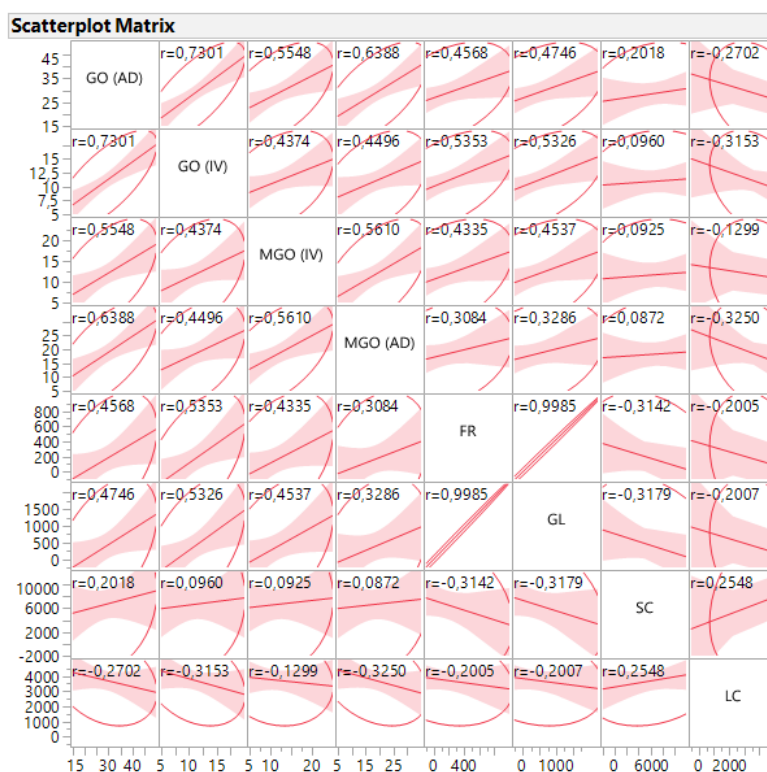 Scatterplot Matrix
45 35 25 15 GO (AD) r=0,7301 r=0,5548 r=0,6388 r=0,4568 r=0,4746 r=0,2018 r=-0,2702
12,5 10 7,5 5 r=0,7301 GO (IV) r=0,4374 r=0,4496 r=0,5353 r=0,5326 r=0,0960 r=-0,3153
20 15 10 5 r=0,5548 r=0,4374 MGO (IV) r=0,5610 r=0,4335 r=0,4537 r=0,0925 r=-0,1299
25 20 15 10 5 r=0,6388 r=0,4496 r=0,5610 MGO (AD) r=0,3084 r=0,3286 r=0,0872 r=-0,3250
800 600 400 200 0 r=0,4568 r=0,5353 r=0,4335 r=0,3084 FR r=0,9985 r=-0,3142 r=-0,2005
1500 1000 500 0 r=0,4746 r=0,5326 r=0,4537 r=0,3286 r=0,9985 GL r=-0,3179 r=-0,2007
10000 6000 2000 -2000 r=0,2018 r=0,0960 r=0,0925 r=0,0872 r=-0,3142 r=-0,3179 SC r=0,2548
4000 3000 2000 1000 0 r=-0,2702 r=-0,3153 r=-0,1299 r=-0,3250 r=-0,2005 r=-0,2007 r=0,2548 LC
15 30 40 5 10 15 5 10 20 5 15 25 0 400 0 1000 0 6000 0 2000